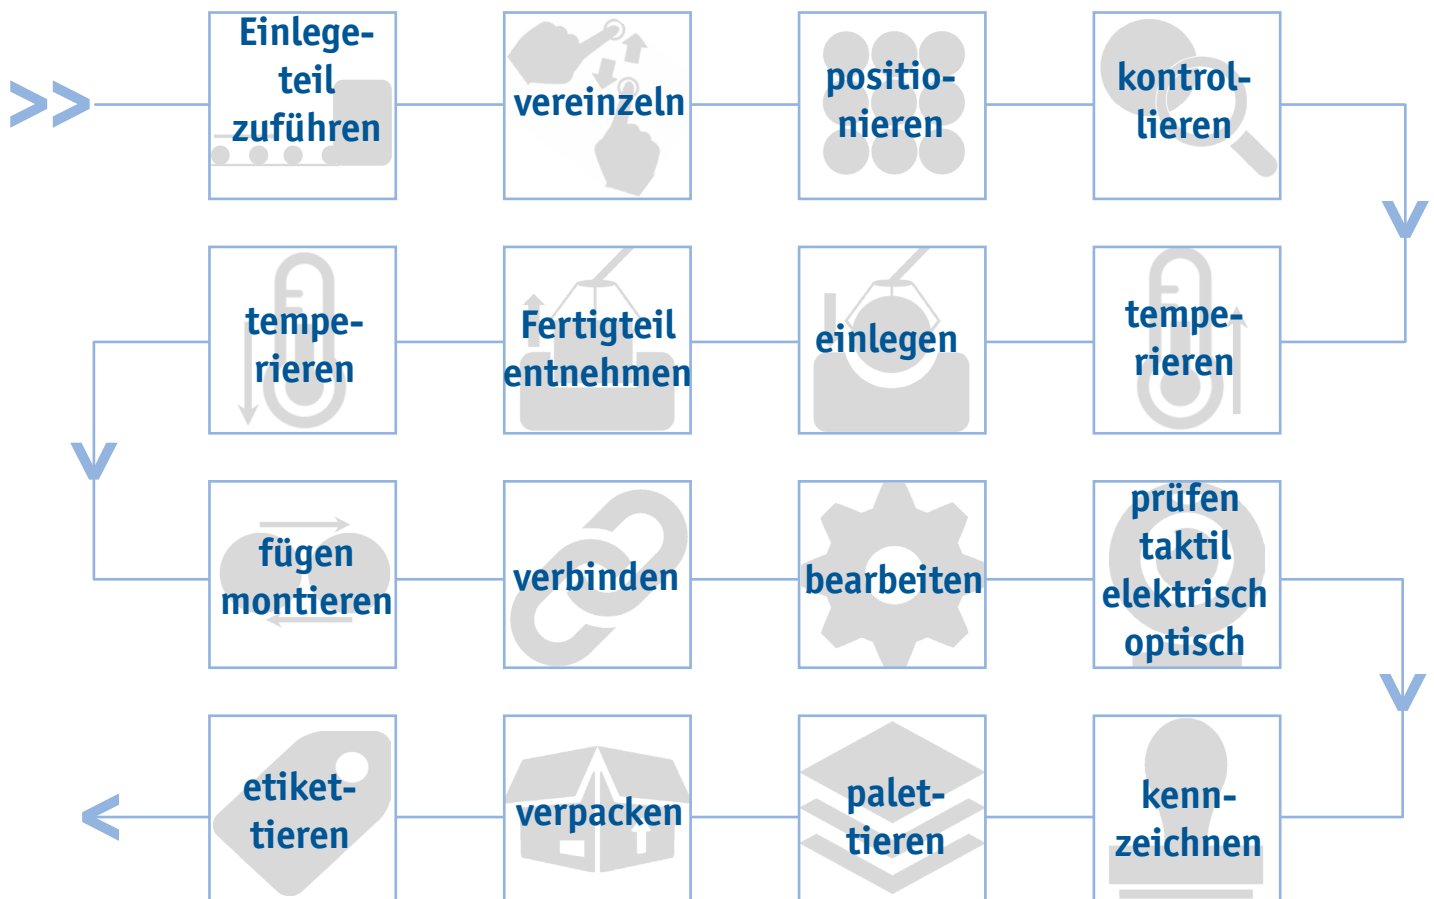 >>
Einlege-
teil
zuführen
vereinzeln
positio-
nieren
kontrol-
lieren
tempe-
rieren
Fertigteil
entnehmen
einlegen
tempe-
rieren
fügen
montieren
verbinden
bearbeiten
prüfen
taktil
elektrisch
optisch
etiket-
tieren
verpacken
palet-
tieren
kenn-
zeichnen